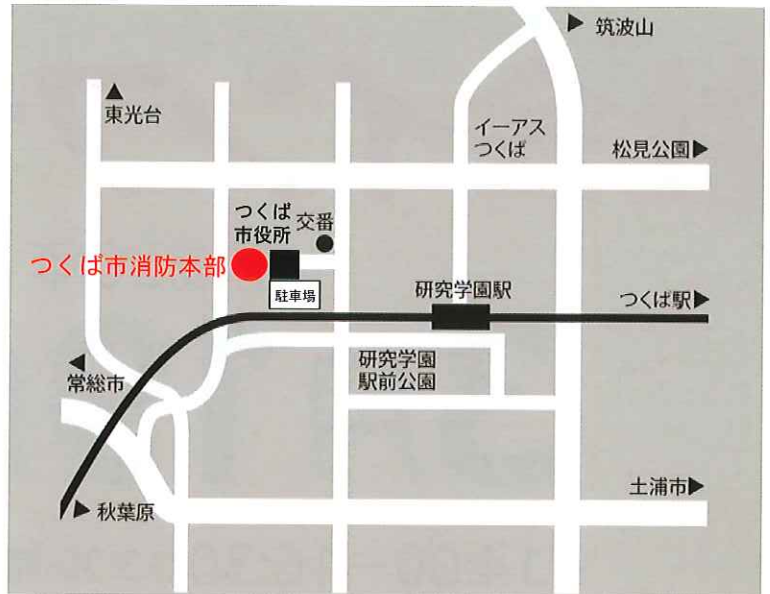 ▶ 筑波山
▲
東光台
イーアス
つくば
松見公園▶
つくば
市役所
交番
つくば市消防本部
駐車場
研究学園駅
つくば駅▶
◀
常総市
研究学園
駅前公園
土浦市▶
▶ 秋葉原